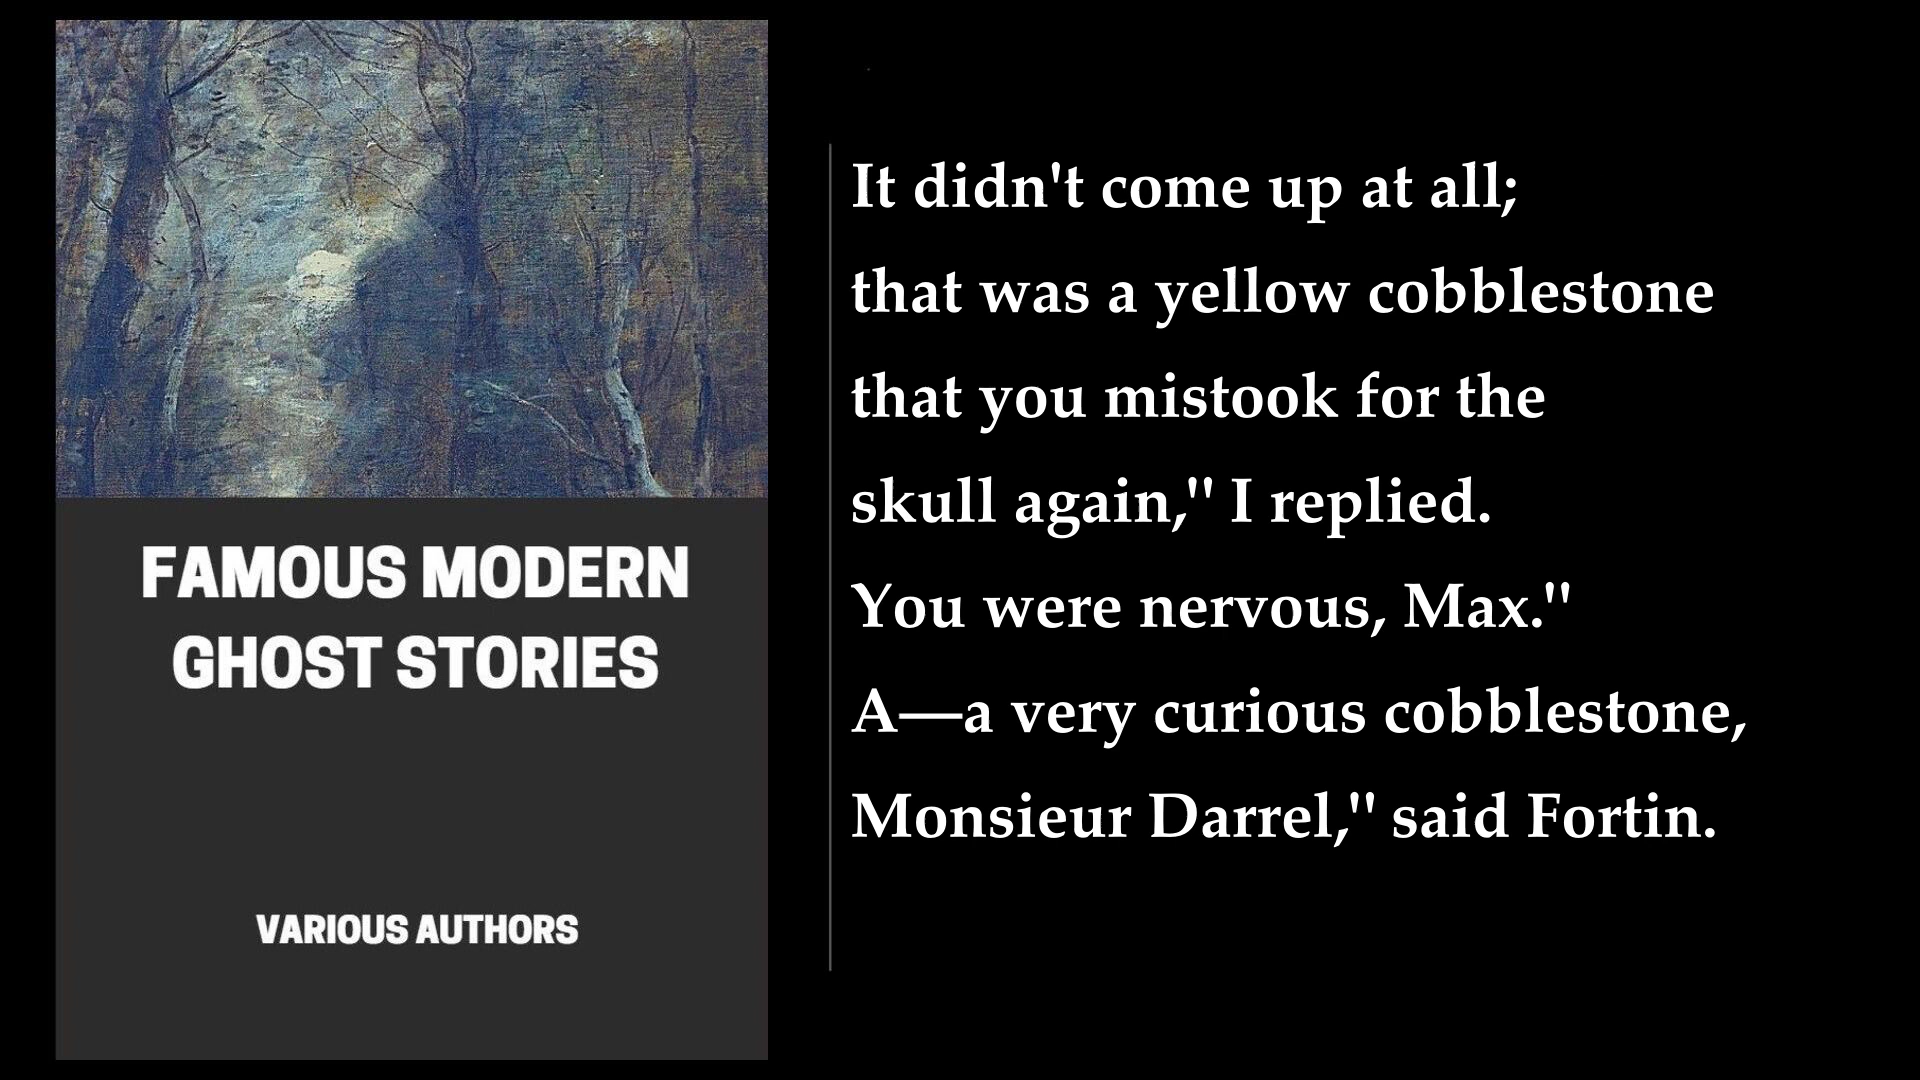 FAMOUS MODERN
GHOST STORIES
VARIOUS AUTHORS
It didn't come up at all;
that was a yellow cobblestone
that you mistook for the
skull again," I replied.
You were nervous, Max."
A—a very curious cobblestone,
Monsieur Darrel," said Fortin.